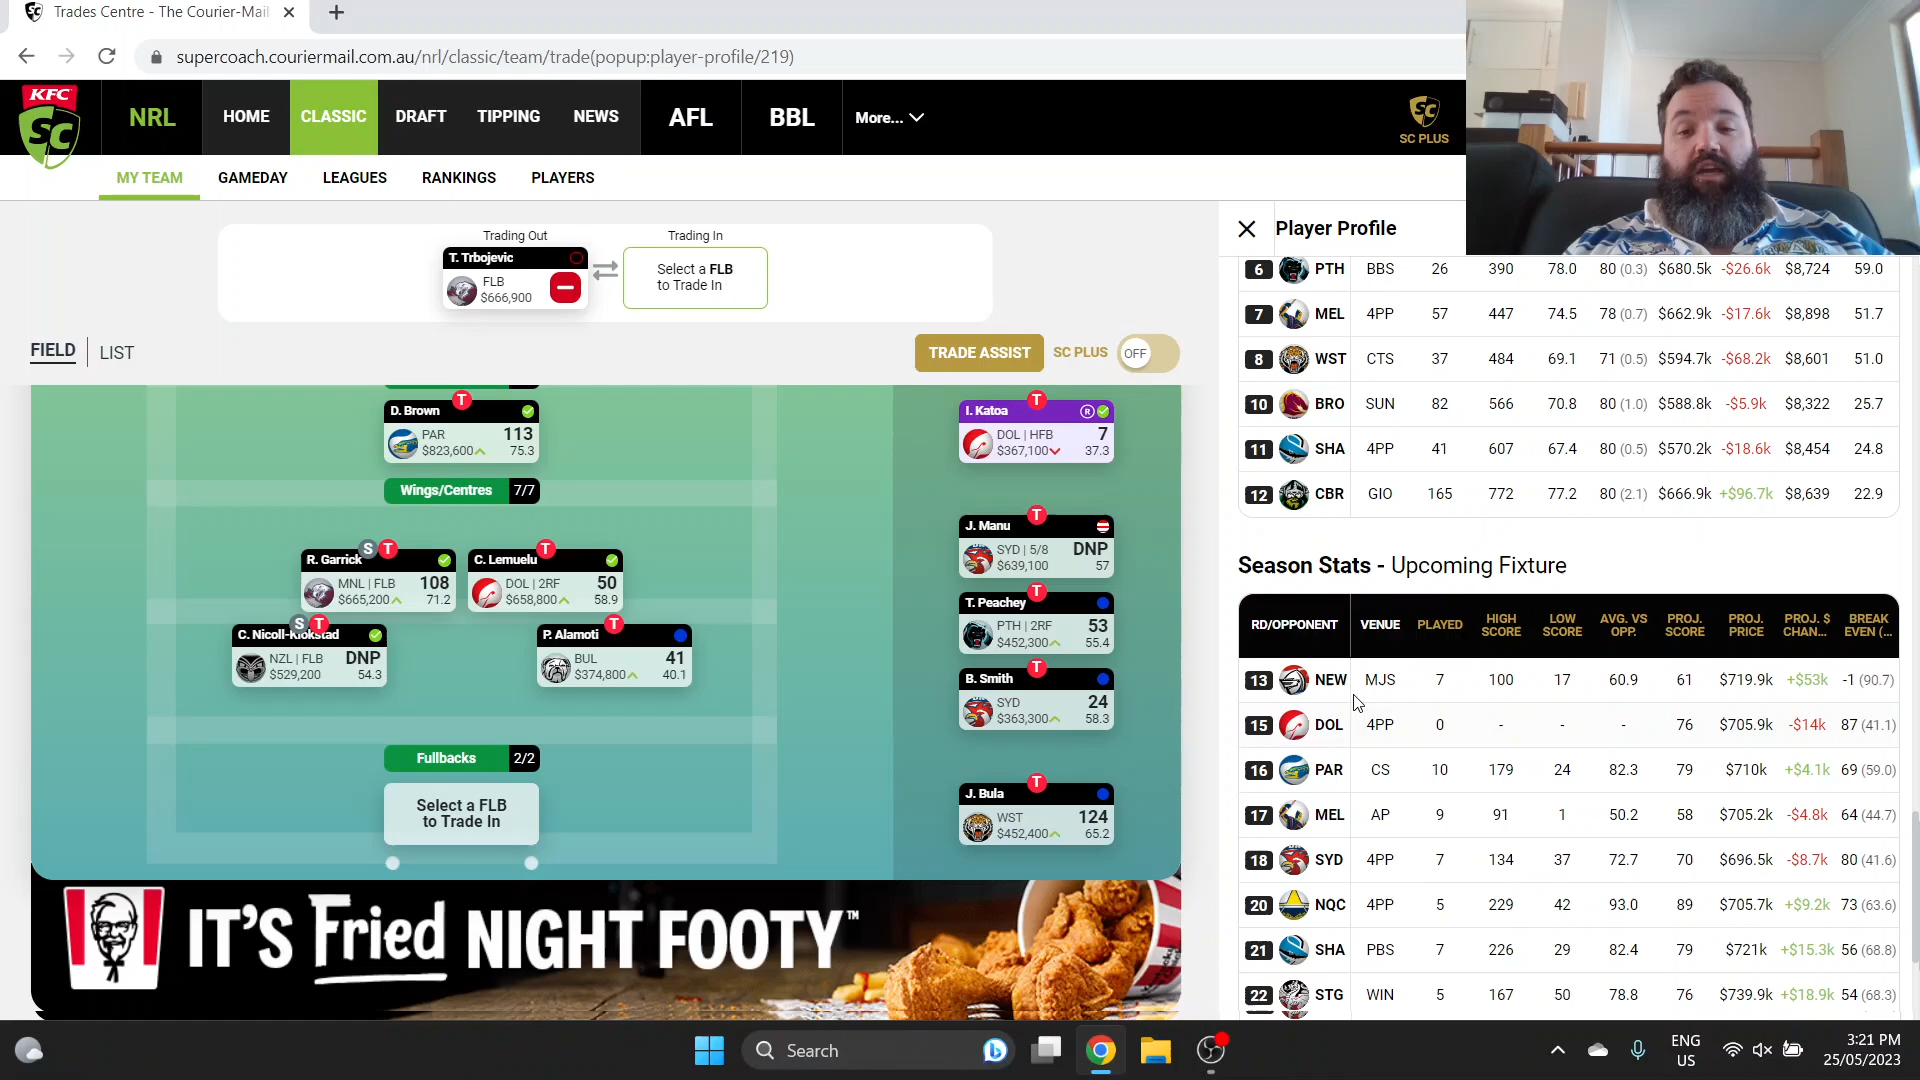 Trades Centre - The Courier-Mail
supercoach.couriermail.com.au/nrl/classic/team/trade(popup:player-profile/219)
KFC
SC
NRL
HOME
CLASSIC
DRAFT
TIPPING
NEWS
AFL
BBL
More...
SC
SC PLUS
MY TEAM
GAMEDAY
LEAGUES
RANKINGS
PLAYERS
Trading Out
Trading In
T. Trbojevic
FLB
$666,900
Select a FLB
to Trade In
FIELD
LIST
TRADE ASSIST
SC PLUS
OFF
D. Brown T
PAR 113
$823,600 75.3
Wings/Centres 7/7
R. Garrick S T
MNL | FLB 108
$665,200 71.2
C. Lemuelu T
DOL | 2RF 50
$658,800 58.9
C. Nicoll-Klokstad S T
NZL | FLB DNP
$529,200 54.3
P. Alamoti T
BUL 41
$374,800 40.1
Fullbacks 2/2
Select a FLB
to Trade In
I. Katoa T R
DOL | HFB 7
$367,100 37.3
J. Manu T
SYD | 5/8 DNP
$639,100 57
T. Peachey T
PTH | 2RF 53
$452,300 55.4
B. Smith T
SYD 24
$363,300 58.3
J. Bula T
WST 124
$452,400 65.2
KFC
IT'S Fried NIGHT FOOTY™
Player Profile
6 PTH BBS 26 390 78.0 80 (0.3) $680.5k -$26.6k $8,724 59.0
7 MEL 4PP 57 447 74.5 78 (0.7) $662.9k -$17.6k $8,898 51.7
8 WST CTS 37 484 69.1 71 (0.5) $594.7k -$68.2k $8,601 51.0
10 BRO SUN 82 566 70.8 80 (1.0) $588.8k -$5.9k $8,322 25.7
11 SHA 4PP 41 607 67.4 80 (0.5) $570.2k -$18.6k $8,454 24.8
12 CBR GIO 165 772 77.2 80 (2.1) $666.9k +$96.7k $8,639 22.9
Season Stats - Upcoming Fixture
RD/OPPONENT VENUE PLAYED HIGH SCORE LOW SCORE AVG. VS OPP. PROJ. SCORE PROJ. PRICE PROJ. $ CHAN... BREAK EVEN (...
13 NEW MJS 7 100 17 60.9 61 $719.9k +$53k -1 (90.7)
15 DOL 4PP 0 - - - 76 $705.9k -$14k 87 (41.1)
16 PAR CS 10 179 24 82.3 79 $710k +$4.1k 69 (59.0)
17 MEL AP 9 91 1 50.2 58 $705.2k -$4.8k 64 (44.7)
18 SYD 4PP 7 134 37 72.7 70 $696.5k -$8.7k 80 (41.6)
20 NQC 4PP 5 229 42 93.0 89 $705.7k +$9.2k 73 (63.6)
21 SHA PBS 7 226 29 82.4 79 $721k +$15.3k 56 (68.8)
22 STG WIN 5 167 50 78.8 76 $739.9k +$18.9k 54 (68.3)
Search
ENG
US
3:21 PM
25/05/2023